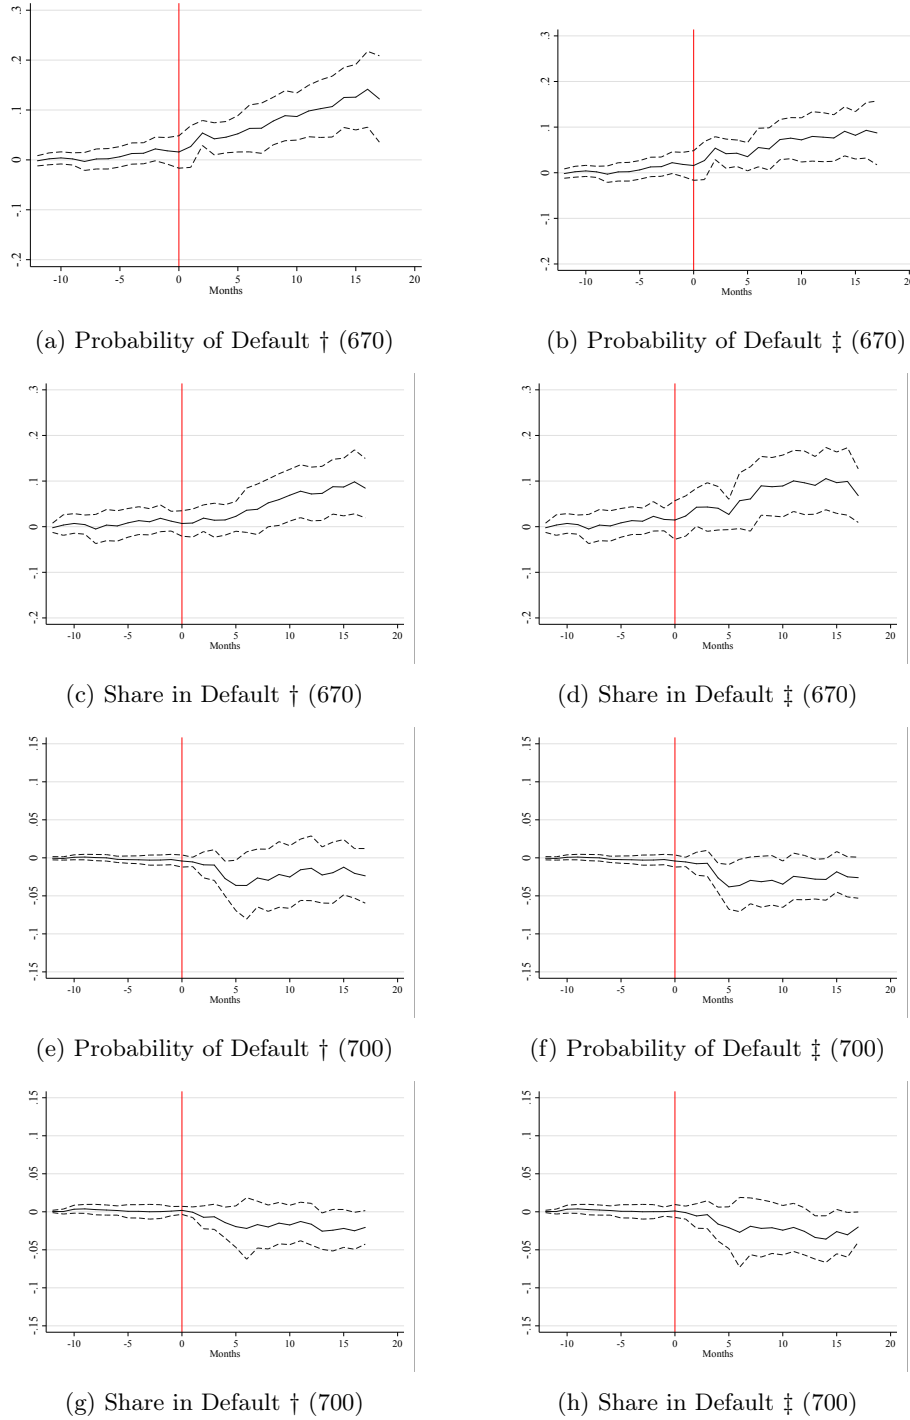 .3
.2
.1
0
-.1
-.2
-10 -5 0 5 10 15 20
Months
(a) Probability of Default † (670)
.3
.2
.1
0
-.1
-.2
-10 -5 0 5 10 15 20
Months
(b) Probability of Default ‡ (670)
.3
.2
.1
0
-.1
-.2
-10 -5 0 5 10 15 20
Months
(c) Share in Default † (670)
.3
.2
.1
0
-.1
-.2
-10 -5 0 5 10 15 20
Months
(d) Share in Default ‡ (670)
.15
.1
.05
0
-.05
-.1
-.15
-10 -5 0 5 10 15 20
Months
(e) Probability of Default † (700)
.15
.1
.05
0
-.05
-.1
-.15
-10 -5 0 5 10 15 20
Months
(f) Probability of Default ‡ (700)
.15
.1
.05
0
-.05
-.1
-.15
-10 -5 0 5 10 15 20
Months
(g) Share in Default † (700)
.15
.1
.05
0
-.05
-.1
-.15
-10 -5 0 5 10 15 20
Months
(h) Share in Default ‡ (700)